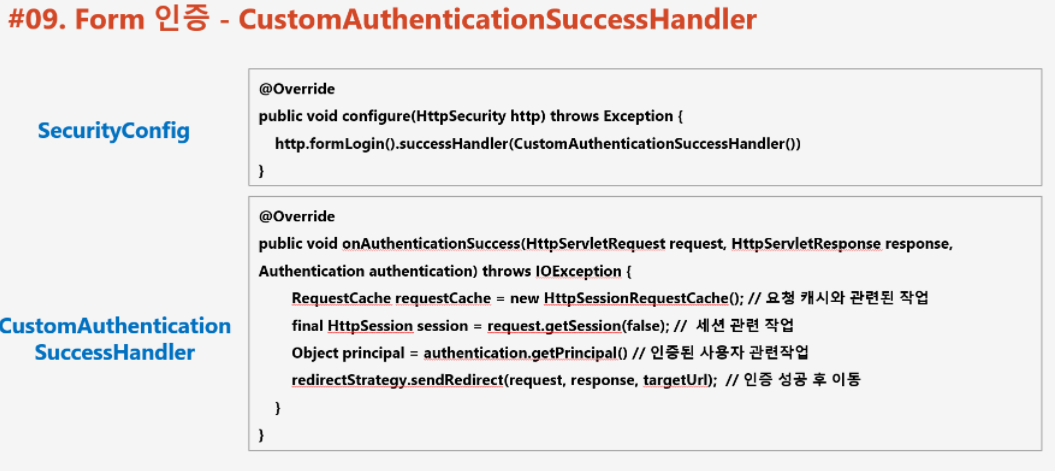 #09. Form 인증 - CustomAuthenticationSuccessHandler
SecurityConfig
@Override
public void configure(HttpSecurity http) throws Exception {
http.formLogin().successHandler(CustomAuthenticationSuccessHandler())
}
CustomAuthentication
SuccessHandler
@Override
public void onAuthenticationSuccess(HttpServletRequest request, HttpServletResponse response,
Authentication authentication) throws IOException {
RequestCache requestCache = new HttpSessionRequestCache(); // 요청 캐시와 관련된 작업
final HttpSession session = request.getSession(false); // 세션 관련 작업
Object principal = authentication.getPrincipal() // 인증된 사용자 관련작업
redirectStrategy.sendRedirect(request, response, targetUrl); // 인증 성공 후 이동
}
}